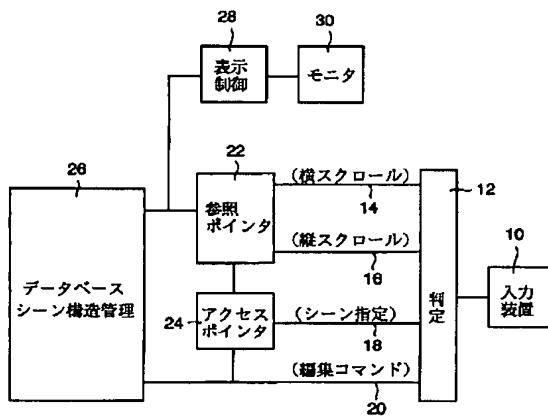 28
30
表示
制御
モニタ
26
22
(横スクロール)
12
14
参照
ポインタ
(縦スクロール)
10
16
データベース
シーン構造管理
24
アクセス
ポインタ
(シーン指定)
18
判定
入力
装置
(編集コマンド)
20